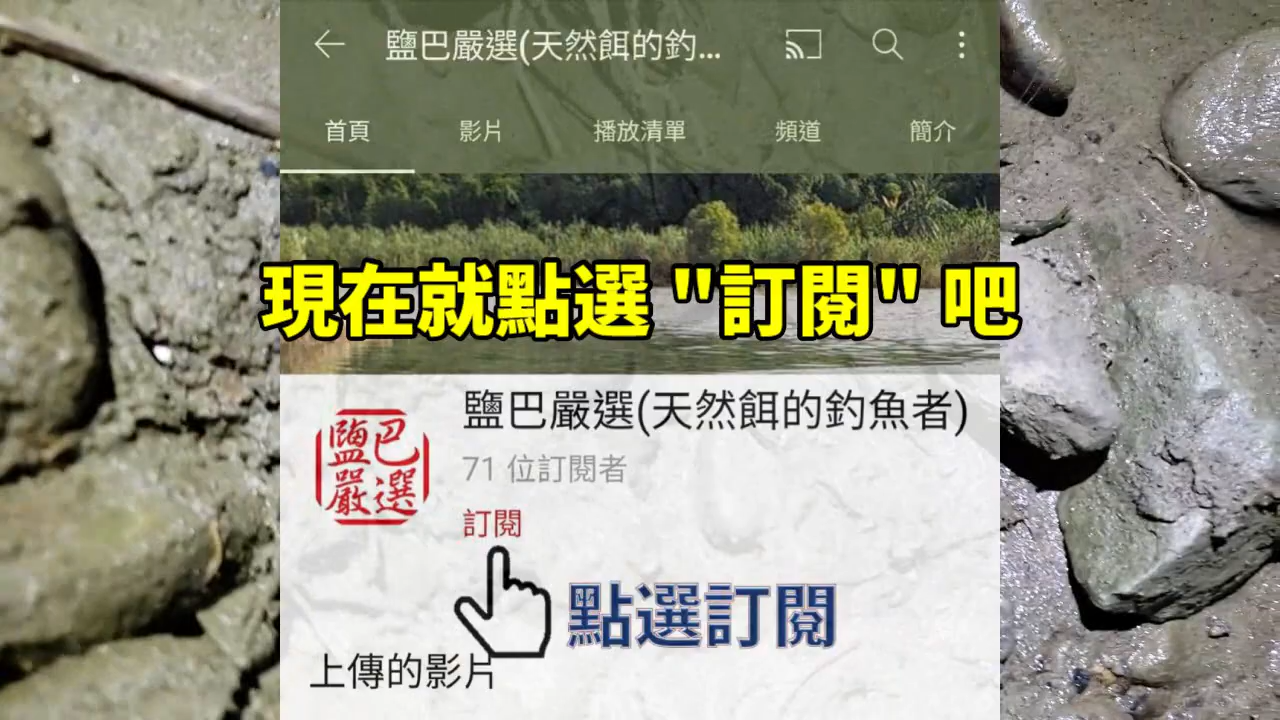 鹽巴嚴選(天然餌的釣...
首頁 影片 播放清單 頻道 簡介
現在就點選 "訂閱" 吧
鹽巴嚴選(天然餌的釣魚者)
鹽巴
嚴選
71 位訂閱者
訂閱
點選訂閱
上傳的影片